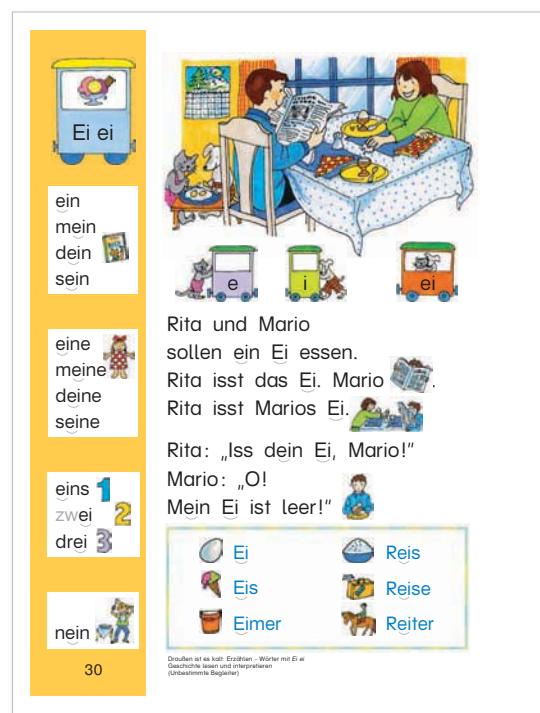 Ei ei
ein
mein
dein
sein
eine
meine
deine
seine
eins 1
zwei 2
drei 3
nein
30
e
i
ei
Rita und Mario
sollen ein Ei essen.
Rita isst das Ei. Mario .
Rita isst Marios Ei.
Rita: „Iss dein Ei, Mario!"
Mario: „O!
Mein Ei ist leer!"
Ei
Reis
Eis
Reise
Eimer
Reiter
Draußen ist es kalt: Erzählen – Wörter mit Ei ei
Geschichte lesen und interpretieren
(Unbestimmte Begleiter)